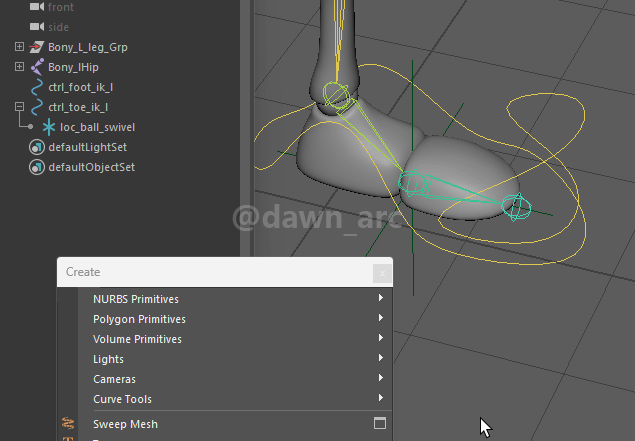 front
side
Bony_L_leg_Grp
Bony_lHip
ctrl_foot_ik_l
ctrl_toe_ik_l
loc_ball_swivel
defaultLightSet
defaultObjectSet
@dawn_arc
Create
x
NURBS Primitives
Polygon Primitives
Volume Primitives
Lights
Cameras
Curve Tools
Sweep Mesh